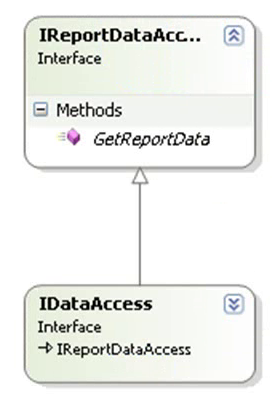 IReportDataAcc...
Interface
Methods
GetReportData
IDataAccess
Interface
IReportDataAccess